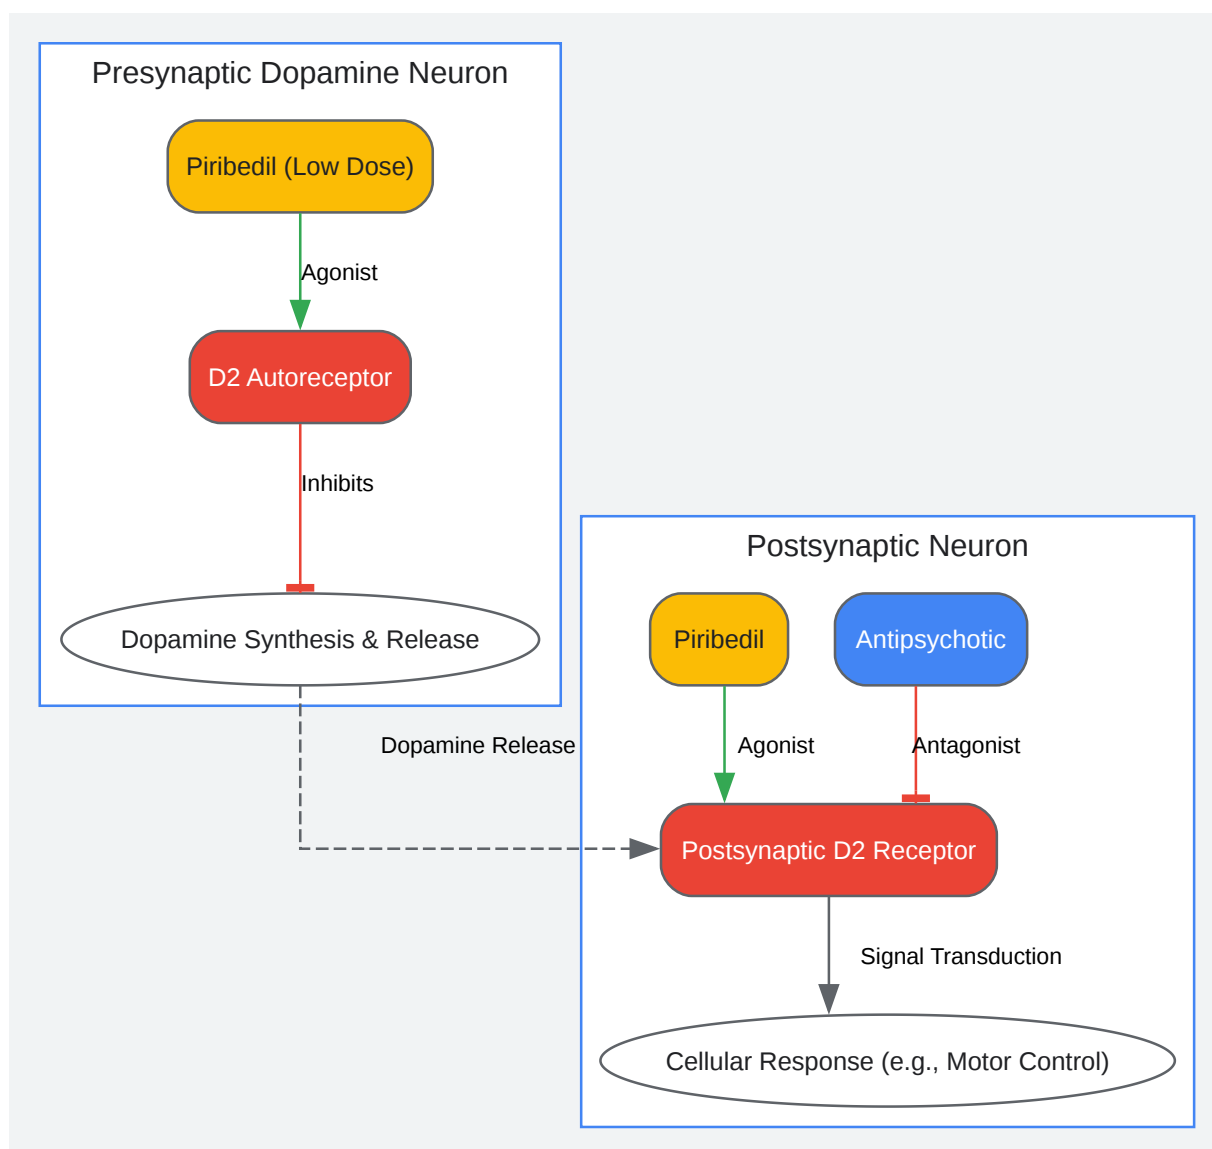 Presynaptic Dopamine Neuron
Piribedil (Low Dose)
Agonist
D2 Autoreceptor
Inhibits
Dopamine Synthesis & Release
Dopamine Release
Postsynaptic Neuron
Piribedil
Antipsychotic
Agonist
Antagonist
Postsynaptic D2 Receptor
Signal Transduction
Cellular Response (e.g., Motor Control)